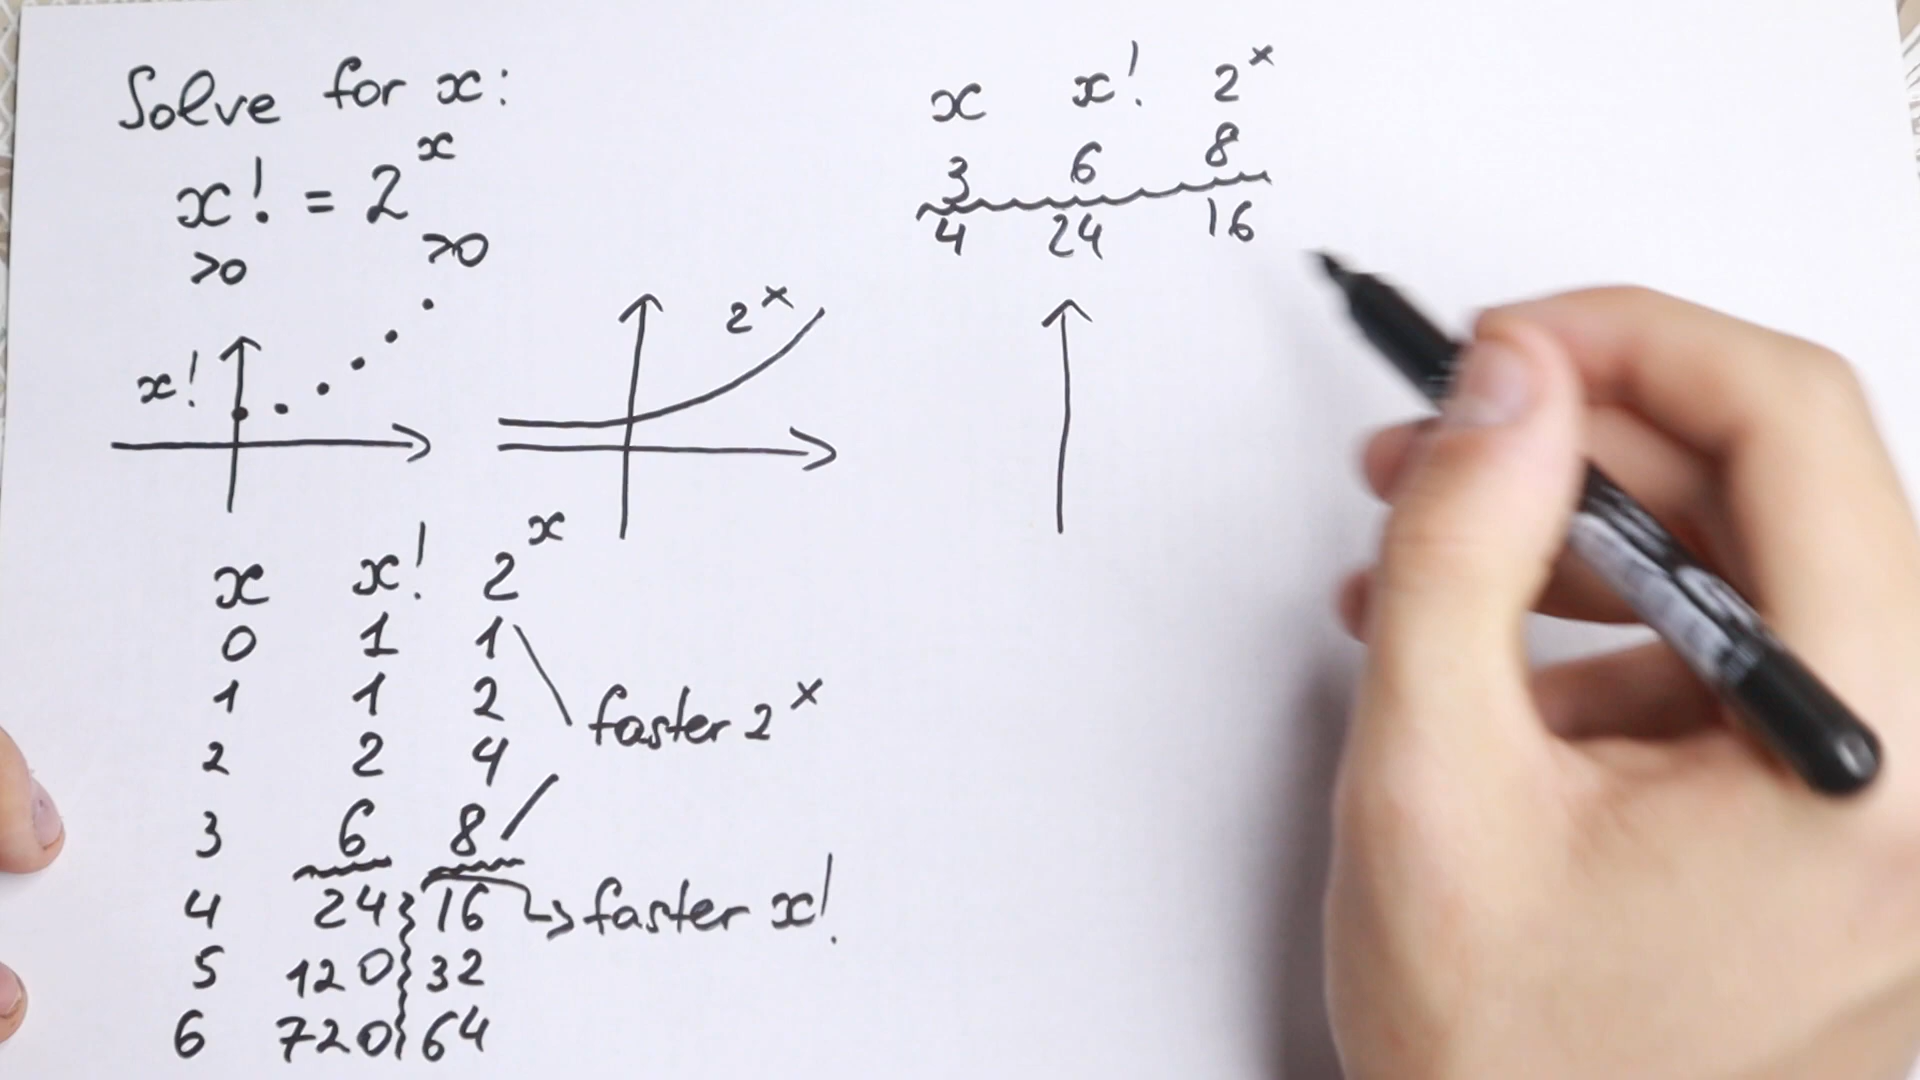 Solve for x:
x! = 2^x
>0 >0
x!
2^x
x x! 2^x
0 1 1
1 1 2
2 2 4
3 6 8
4 24 16
5 120 32
6 720 64
faster 2^x
faster x!
x x! 2^x
3 6 8
4 24 16